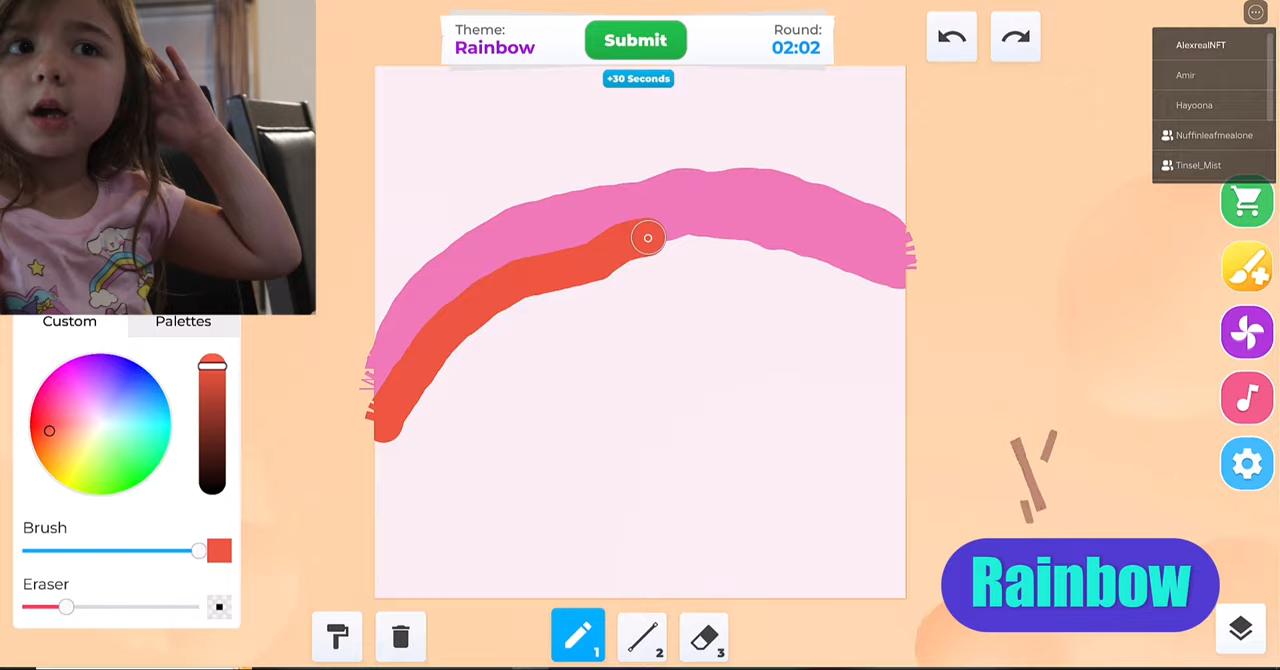 Theme:
Rainbow
Submit
Round:
02:02
+30 Seconds
AlexrealNFT
Amir
Hayoona
Nuffinleafmealone
Tinsel_Mist
Custom
Palettes
Brush
Eraser
1
2
3
Rainbow